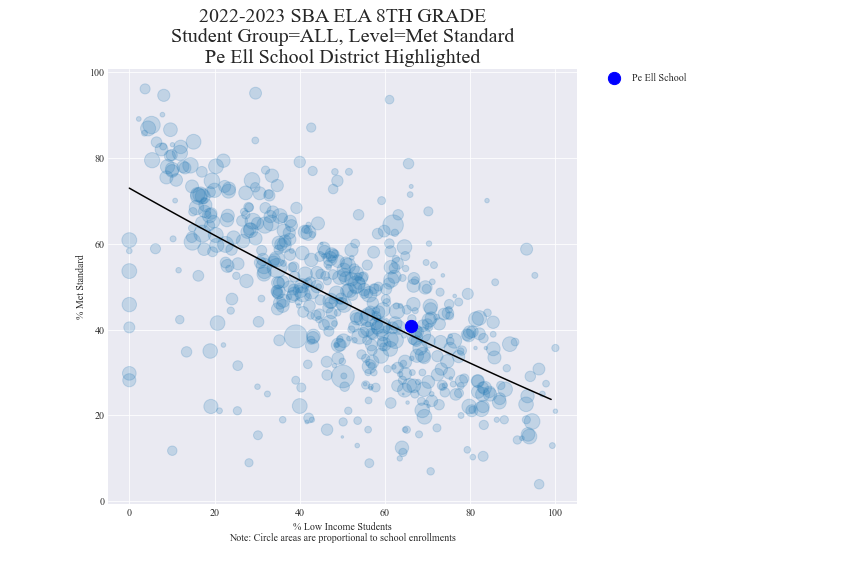 2022-2023 SBA ELA 8TH GRADE
Student Group=ALL, Level=Met Standard
Pe Ell School District Highlighted
Pe Ell School
100
80
60
40
20
0
% Met Standard
0 20 40 60 80 100
% Low Income Students
Note: Circle areas are proportional to school enrollments